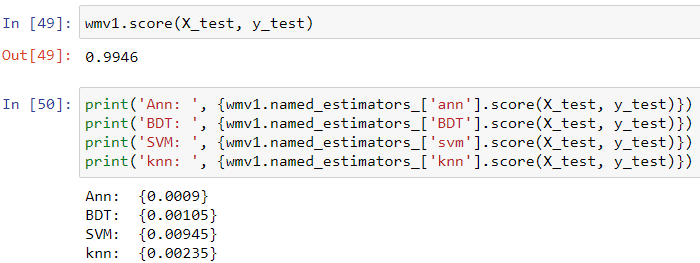 In [49]: wmv1.score(X_test, y_test)
Out[49]: 0.9946
In [50]: print('Ann: ', {wmv1.named_estimators_['ann'].score(X_test, y_test)})
print('BDT: ', {wmv1.named_estimators_['BDT'].score(X_test, y_test)})
print('SVM: ', {wmv1.named_estimators_['svm'].score(X_test, y_test)})
print('knn: ', {wmv1.named_estimators_['knn'].score(X_test, y_test)})
Ann:  {0.0009}
BDT:  {0.00105}
SVM:  {0.00945}
knn:  {0.00235}